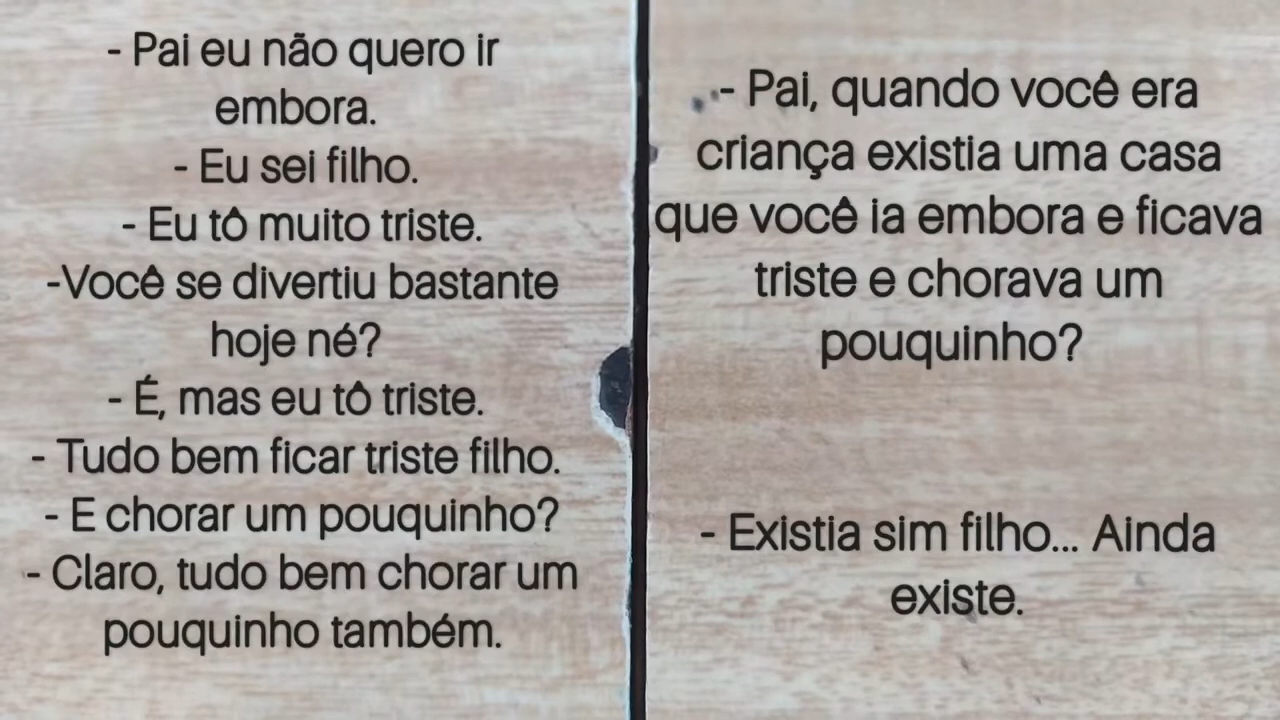 - Pai eu não quero ir
embora.
- Eu sei filho.
- Eu tô muito triste.
-Você se divertiu bastante
hoje né?
- É, mas eu tô triste.
- Tudo bem ficar triste filho.
- E chorar um pouquinho?
- Claro, tudo bem chorar um
pouquinho também.
- Pai, quando você era
criança existia uma casa
que você ia embora e ficava
triste e chorava um
pouquinho?
- Existia sim filho... Ainda
existe.